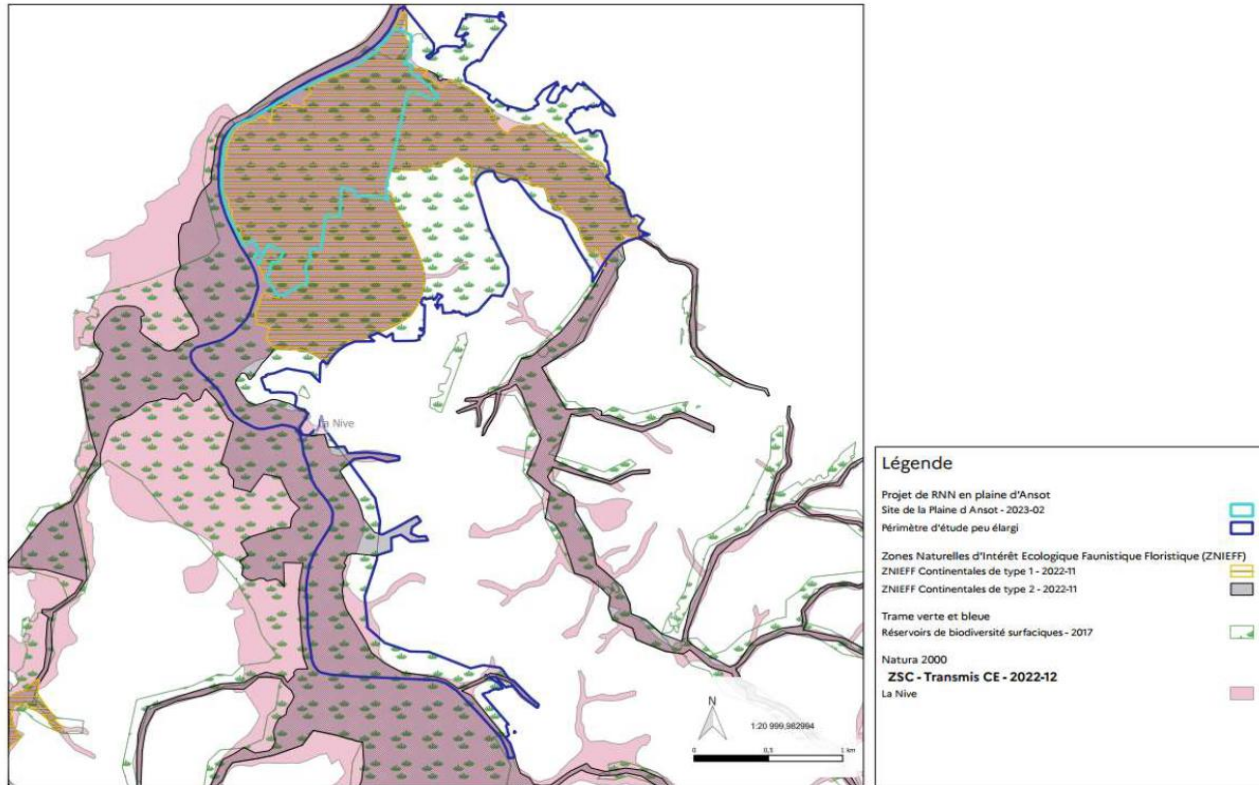 La Nive
N
1:20 999,982994
0 0,5 1 km
Légende
Projet de RNN en plaine d'Ansot
Site de la Plaine d Ansot - 2023-02
Périmètre d'étude peu élargi
Zones Naturelles d'Intérêt Ecologique Faunistique Floristique (ZNIEFF)
ZNIEFF Continentales de type 1 - 2022-11
ZNIEFF Continentales de type 2 - 2022-11
Trame verte et bleue
Réservoirs de biodiversité surfaciques - 2017
Natura 2000
ZSC - Transmis CE - 2022-12
La Nive